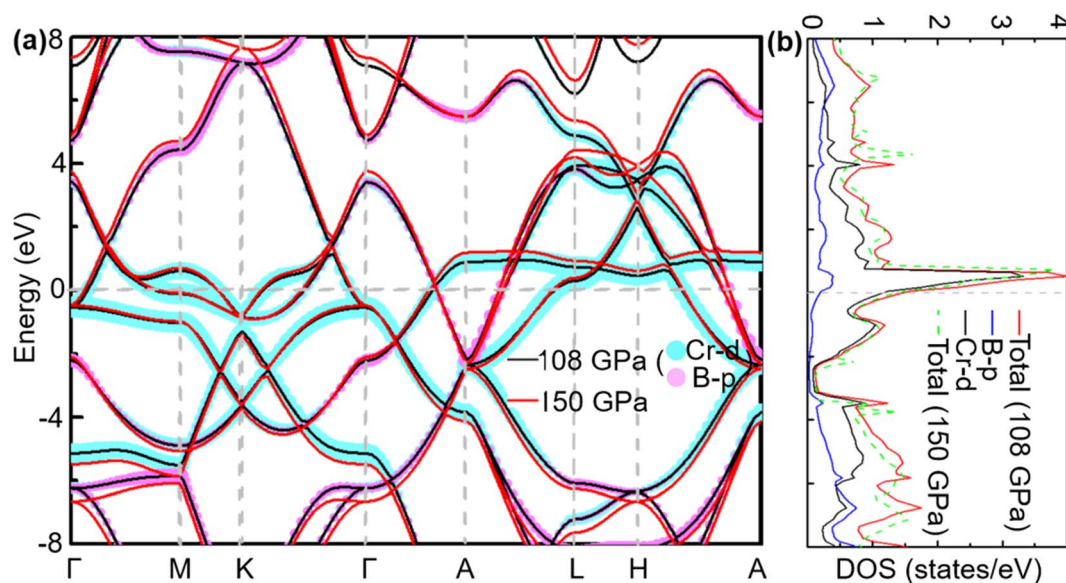 (a)
8
4
0
-4
-8
Energy (eV)
108 GPa (
Cr-d
B-p
150 GPa
Γ M K Γ A L H A
(b)
0 1 2 3 4
Total (108 GPa)
B-p
Cr-d
Total (150 GPa)
DOS (states/eV)